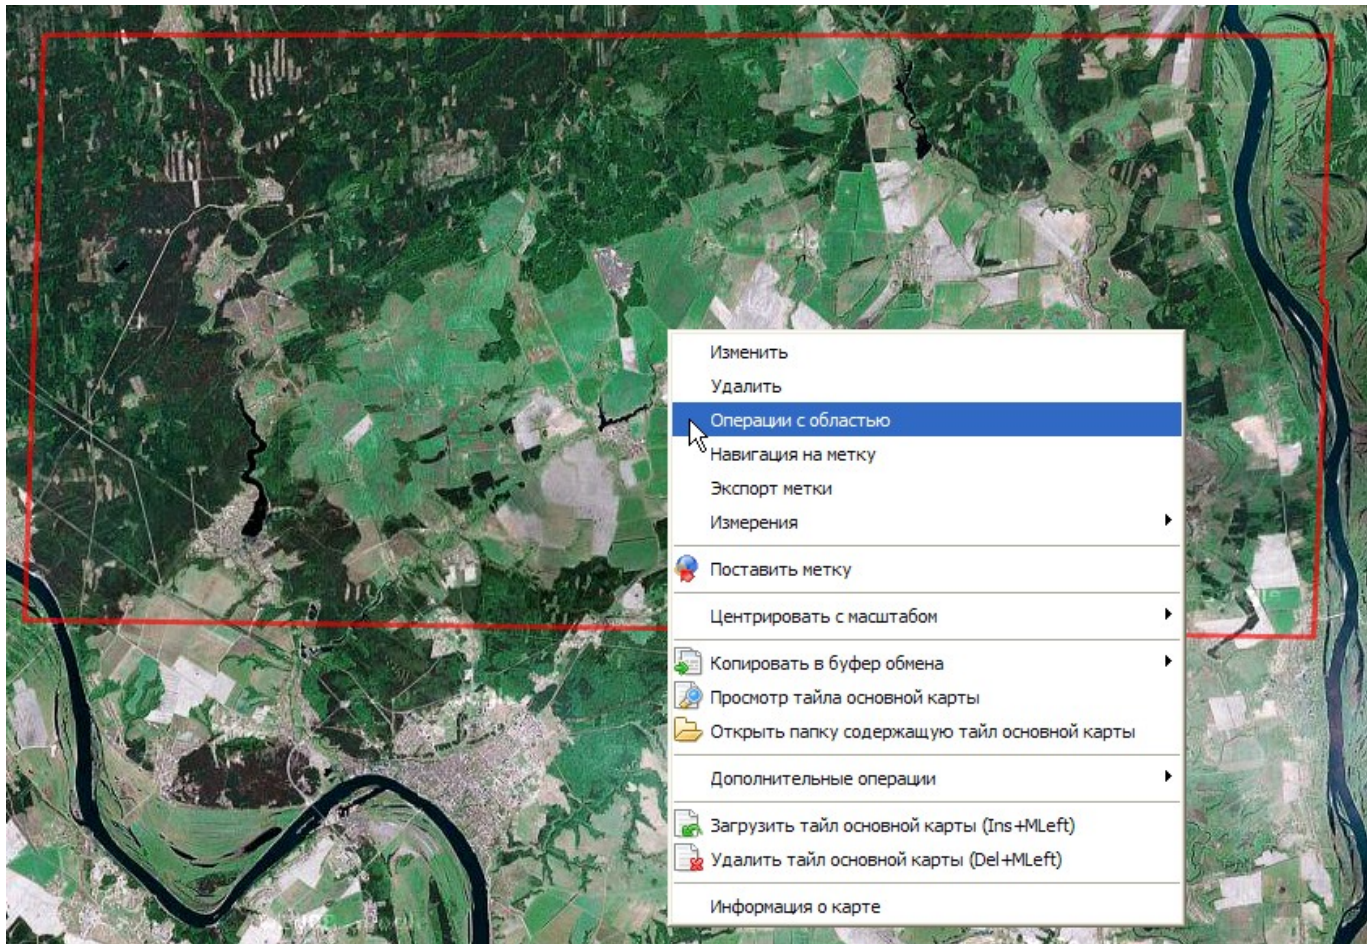 Изменить
Удалить
Операции с областью
Навигация на метку
Экспорт метки
Измерения
Поставить метку
Центрировать с масштабом
Копировать в буфер обмена
Просмотр тайла основной карты
Открыть папку содержащую тайл основной карты
Дополнительные операции
Загрузить тайл основной карты (Ins+MLeft)
Удалить тайл основной карты (Del+MLeft)
Информация о карте